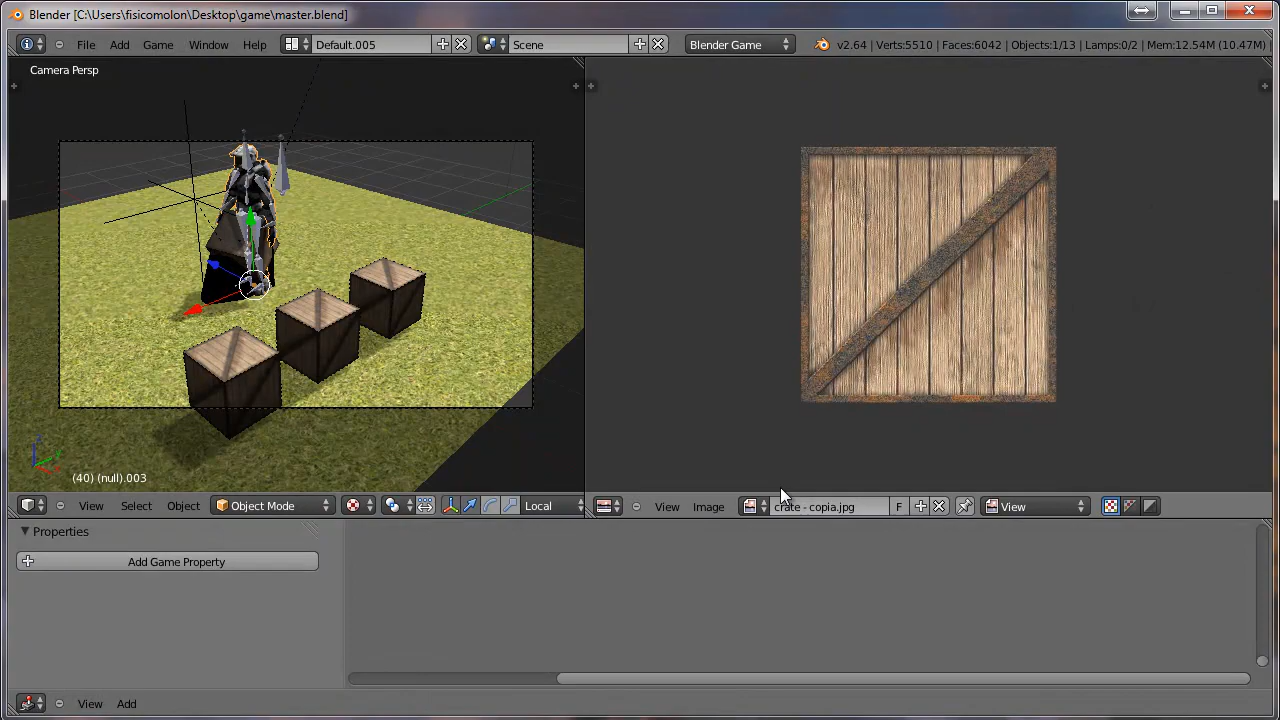 Blender [C:\Users\fisicomolon\Desktop\game\master.blend]
File Add Game Window Help Default.005 Scene Blender Game v2.64 | Verts:5510 | Faces:6042 | Objects:1/13 | Lamps:0/2 | Mem:12.54M (10.47M) |
Camera Persp
(40) (null).003
View Select Object Object Mode Local
View Image crate - copia.jpg F View
Properties
Add Game Property
View Add